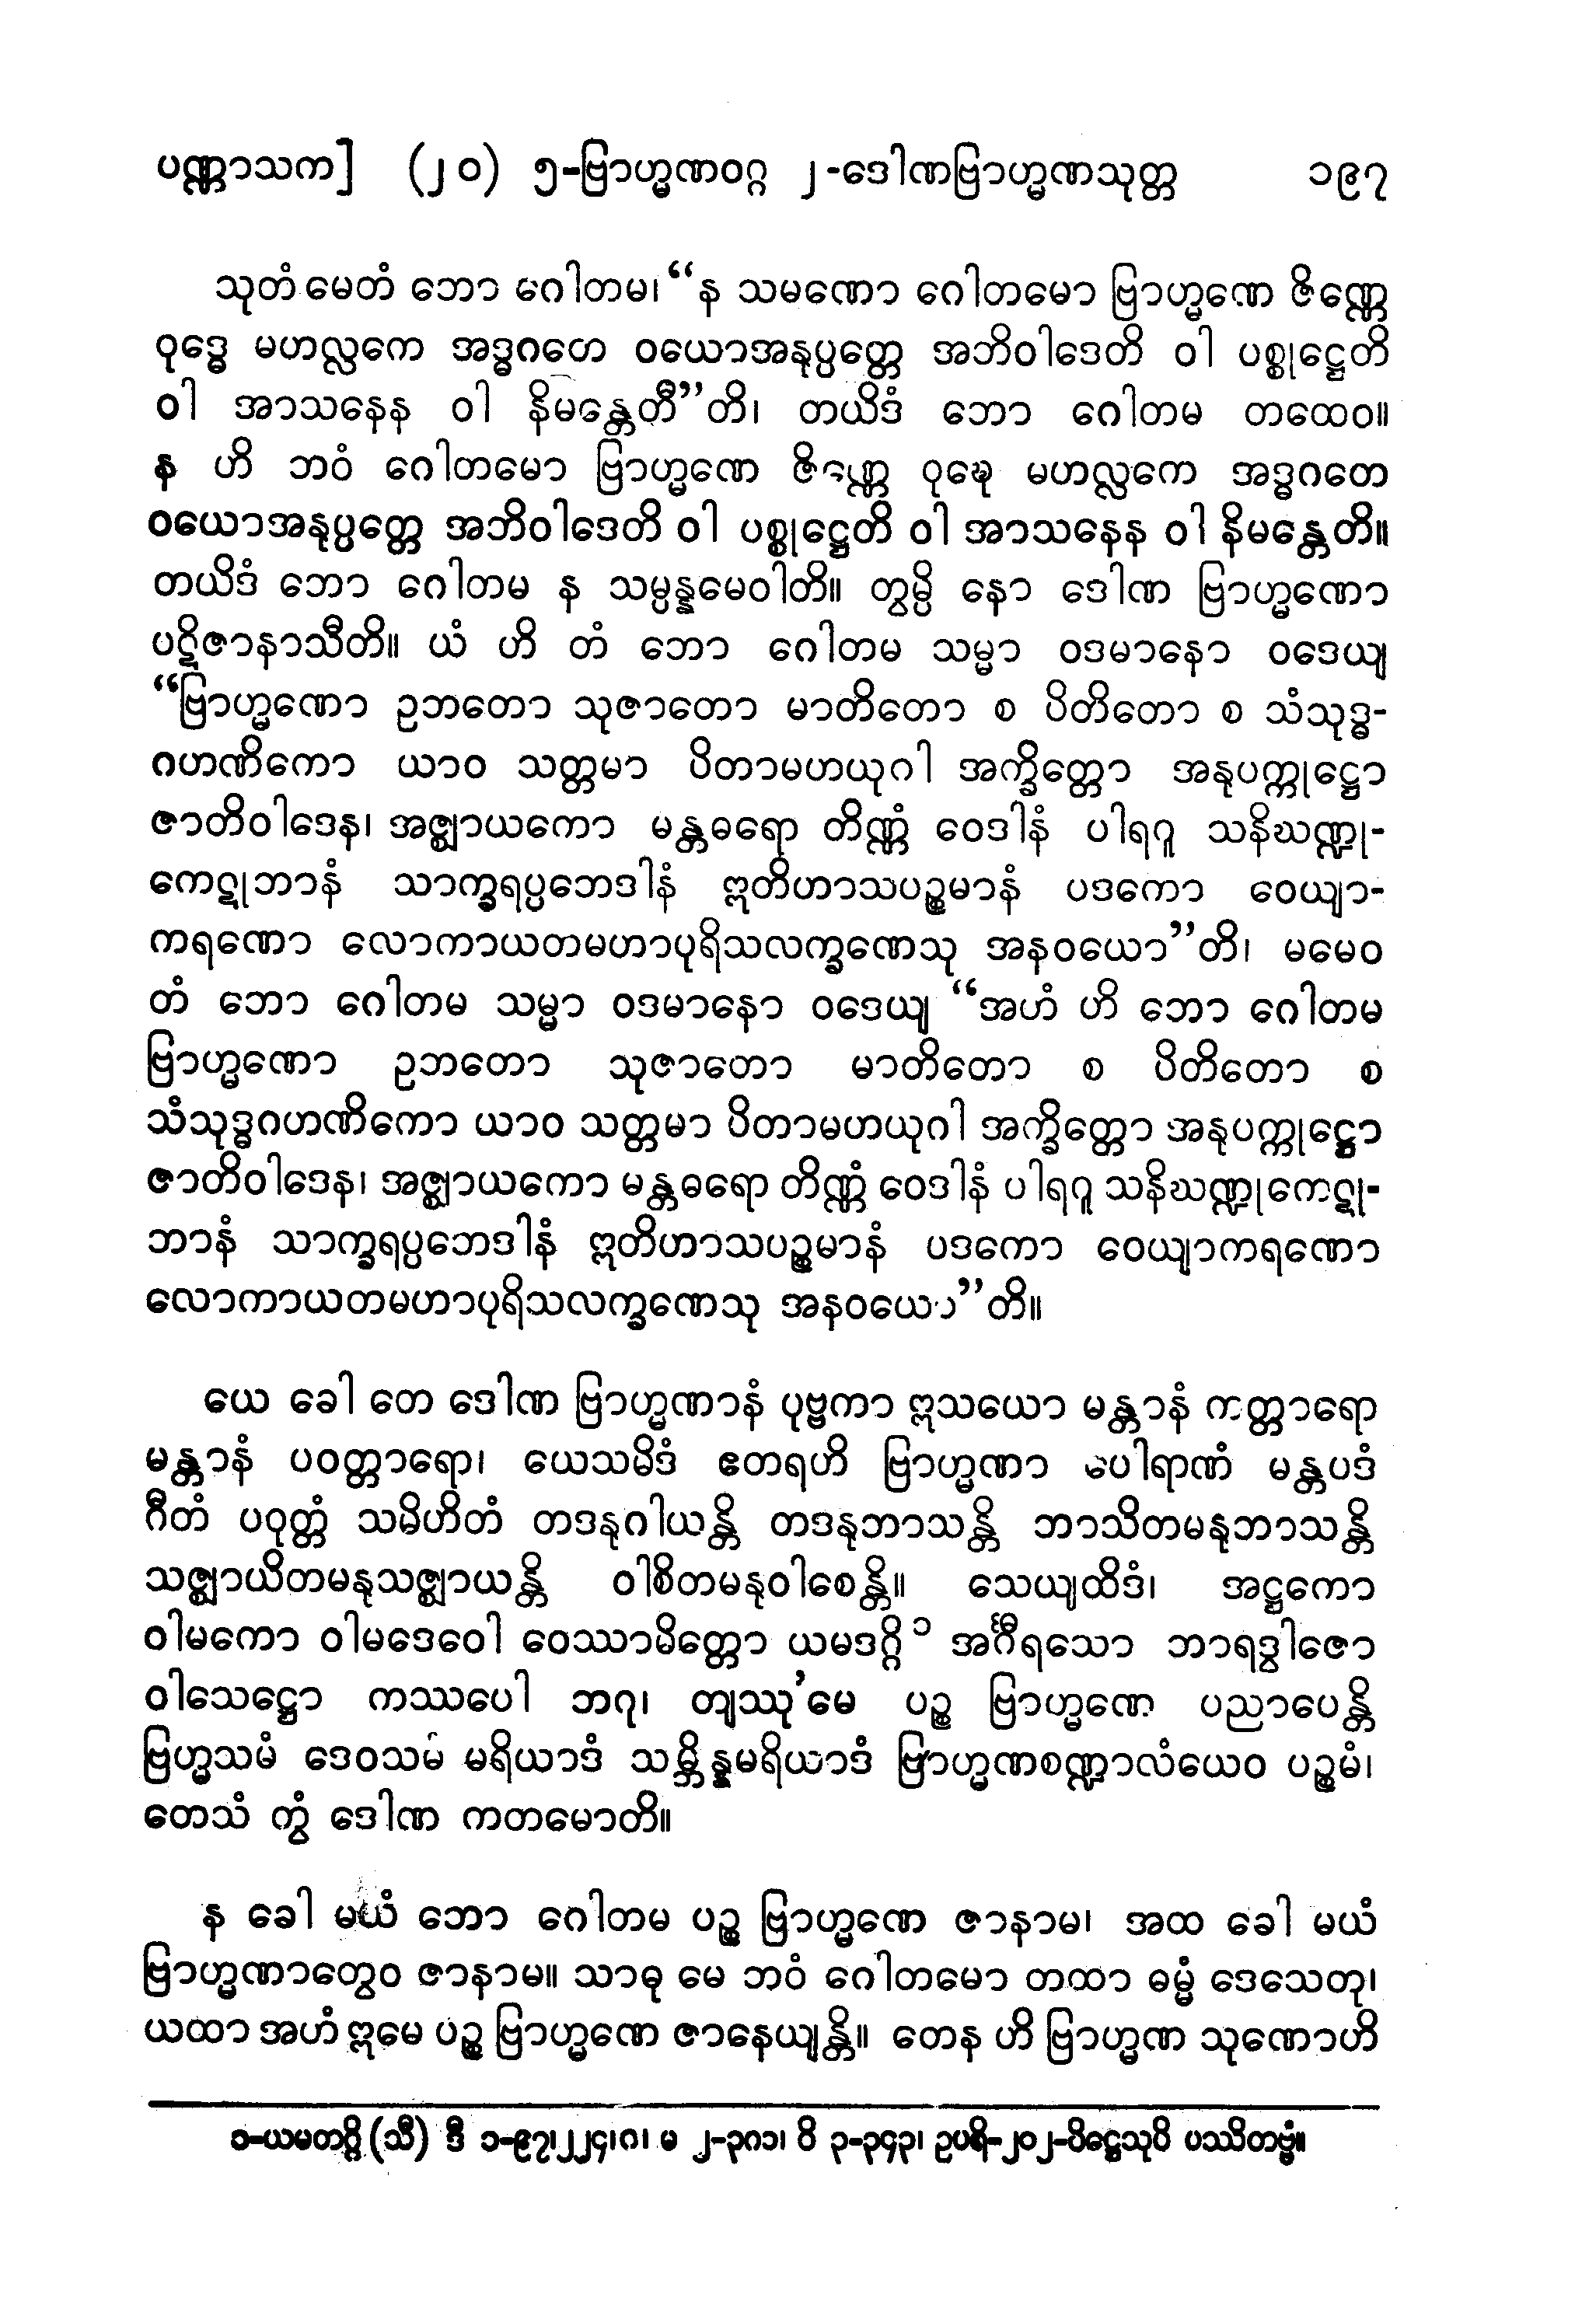 ပဏ္ဏာသက] (၂၀) ၅-ဗြာဟ္မဏဝဂ္ဂ ၂-ဒေါဏဗြာဟ္မဏသုတ္တ ၁၉၇
သုတံ မေတံ ဘော ဂေါတမ၊ “န သမဏော ဂေါတမော ဗြာဟ္မဏေ ဇိဏ္ဏေ
ဝုဒ္ဓေ မဟလ္လကေ အဒ္ဓဂတေ ဝယောအနုပ္ပတ္တေ အဘိဝါဒေတိ ဝါ ပစ္စုဋ္ဌေတိ
ဝါ အာသနေန ဝါ နိမန္တေတီ”တိ၊ တယိဒံ ဘော ဂေါတမ တထေဝ။
န ဟိ ဘဝံ ဂေါတမော ဗြာဟ္မဏေ ဇိဏ္ဏေ ဝုဍ္ဎေ မဟလ္လကေ အဒ္ဓဂတေ
ဝယောအနုပ္ပတ္တေ အဘိဝါဒေတိ ဝါ ပစ္စုဋ္ဌေတိ ဝါ အာသနေန ဝါ နိမန္တေတိ။
တယိဒံ ဘော ဂေါတမ န သမ္ပန္နမေဝါတိ။ တွမ္ပိ နော ဒေါဏ ဗြာဟ္မဏော
ပဋိဇာနာသီတိ။ ယံ ဟိ တံ ဘော ဂေါတမ သမ္မာ ဝဒမာနော ဝဒေယျ
“ဗြာဟ္မဏော ဥဘတော သုဇာတော မာတိတော စ ပိတိတော စ သံသုဒ္ဓ-
ဂဟဏိကော ယာဝ သတ္တမာ ပိတာမဟယုဂါ အက္ခိတ္တော အနုပက္ကုဋ္ဌော
ဇာတိဝါဒေန၊ အဇ္ဈာယကော မန္တဓရော တိဏ္ဏံ ဝေဒါနံ ပါရဂူ သနိဃဏ္ဍု-
ကေဋုဘာနံ သာက္ခရပ္ပဘေဒါနံ ဣတိဟာသပဉ္စမာနံ ပဒကော ဝေယျာ-
ကရဏော လောကာယတမဟာပုရိသလက္ခဏေသု အနဝယော”တိ၊ မမေဝ
တံ ဘော ဂေါတမ သမ္မာ ဝဒမာနော ဝဒေယျ “အဟံ ဟိ ဘော ဂေါတမ
ဗြာဟ္မဏော ဥဘတော သုဇာတော မာတိတော စ ပိတိတော စ
သံသုဒ္ဓဂဟဏိကော ယာဝ သတ္တမာ ပိတာမဟယုဂါ အက္ခိတ္တော အနုပက္ကုဋ္ဌော
ဇာတိဝါဒေန၊ အဇ္ဈာယကော မန္တဓရော တိဏ္ဏံ ဝေဒါနံ ပါရဂူ သနိဃဏ္ဍုကေဋု-
ဘာနံ သာက္ခရပ္ပဘေဒါနံ ဣတိဟာသပဉ္စမာနံ ပဒကော ဝေယျာကရဏော
လောကာယတမဟာပုရိသလက္ခဏေသု အနဝယော”တိ။
ယေ ခေါ တေ ဒေါဏ ဗြာဟ္မဏာနံ ပုဗ္ဗကာ ဣသယော မန္တာနံ ကတ္တာရော
မန္တာနံ ပဝတ္တာရော၊ ယေသမိဒံ ဧတရဟိ ဗြာဟ္မဏာ ပေါရာဏံ မန္တပဒံ
ဂီတံ ပဝုတ္တံ သမိဟိတံ တဒနုဂါယန္တိ တဒနုဘာသန္တိ ဘာသိတမနုဘာသန္တိ
သဇ္ဈာယိတမနုသဇ္ဈာယန္တိ ဝါစိတမနုဝါစေန္တိ။ သေယျထိဒံ၊ အဋ္ဌကော
ဝါမကော ဝါမဒေဝေါ ဝေဿာမိတ္တော ယမဒဂ္ဂိ ၁ အင်္ဂီရသော ဘာရဒွါဇော
ဝါသေဋ္ဌော ကဿပေါ ဘဂု၊ တျဿု’မေ ပဉ္စ ဗြာဟ္မဏေ ပညာပေန္တိ
ဗြဟ္မသမံ ဒေဝသမံ မရိယာဒံ သမ္ဘိန္နမရိယာဒံ ဗြာဟ္မဏစဏ္ဍာလံယေဝ ပဉ္စမံ၊
တေသံ ကွံ ဒေါဏ ကတမောတိ။
န ခေါ မယံ ဘော ဂေါတမ ပဉ္စ ဗြာဟ္မဏေ ဇာနာမ၊ အထ ခေါ မယံ
ဗြာဟ္မဏာတွေဝ ဇာနာမ။ သာဓု မေ ဘဝံ ဂေါတမော တထာ ဓမ္မံ ဒေသေတု၊
ယထာ အဟံ ဣမေ ပဉ္စ ဗြာဟ္မဏေ ဇာနေယျန္တိ။ တေန ဟိ ဗြာဟ္မဏ သုဏောဟိ
၁-ယမတဂ္ဂိ (သီ) ဒီ ၁-၉၇၊၂၂၄၊ဂ၊ မ ၂-၃ဂ၁၊ ဝိ ၃-၃၄၃၊ ဥပရိ-၂၀၂-ပိဋ္ဌေသုပိ ပဿိတဗ္ဗံ။